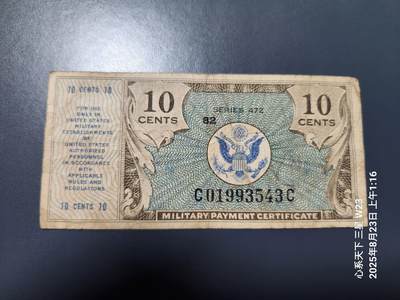 10 CENTS 10
FOR USE
ONLY IN
UNITED STATES
MILITARY
ESTABLISHMENTS
BY
UNITED STATES
AUTHORIZED
PERSONNEL
IN ACCORDANCE
WITH
APPLICABLE
RULES AND
REGULATIONS.
10 CENTS 10
10
CENTS
SERIES 472
82
10
CENTS
C01993543C
MILITARY PAYMENT CERTIFICATE
心系天下 三星 W23
2025年8月23日 上午1:16